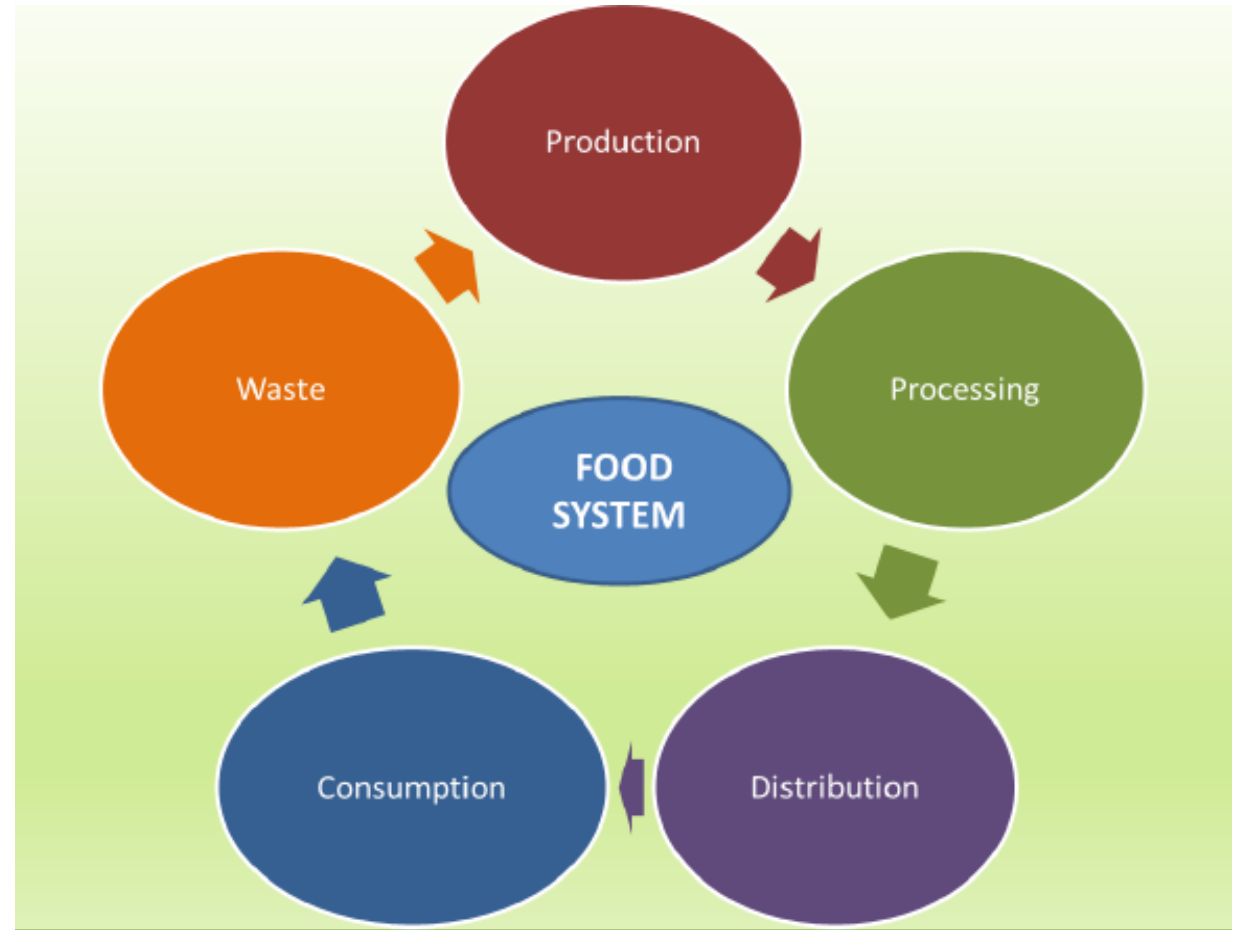 Production
Processing
Distribution
Consumption
Waste
FOOD
SYSTEM